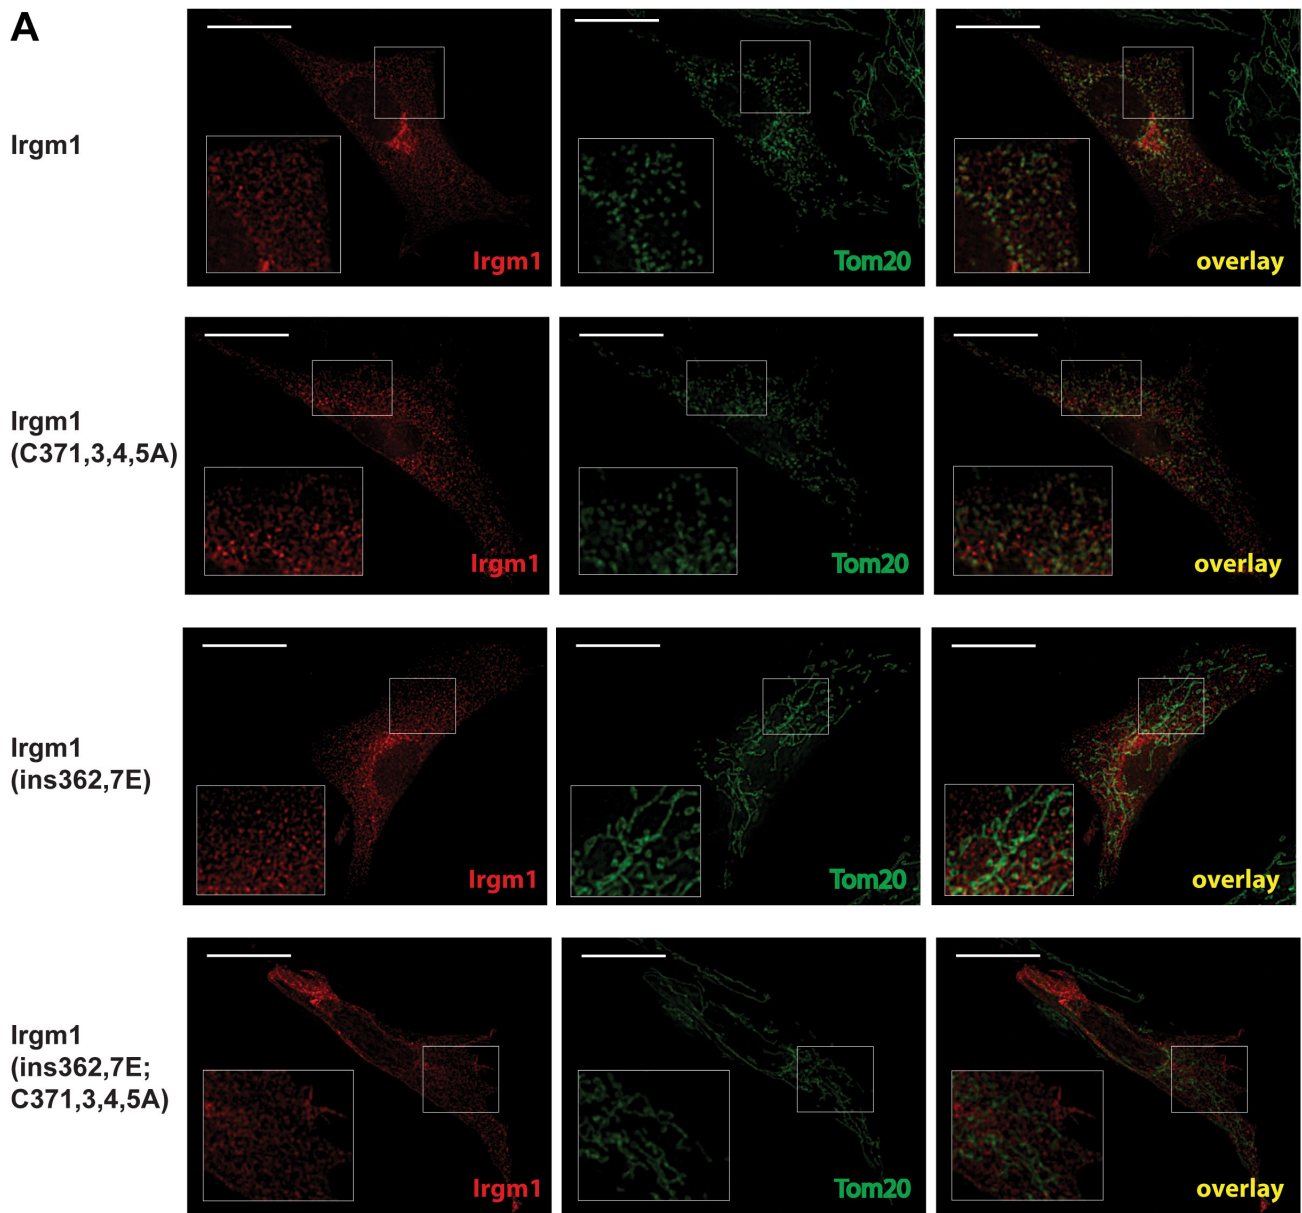 A
Irgm1
Irgm1
Tom20
overlay
Irgm1
(C371,3,4,5A)
Irgm1
Tom20
overlay
Irgm1
(ins362,7E)
Irgm1
Tom20
overlay
Irgm1
(ins362,7E;
C371,3,4,5A)
Irgm1
Tom20
overlay